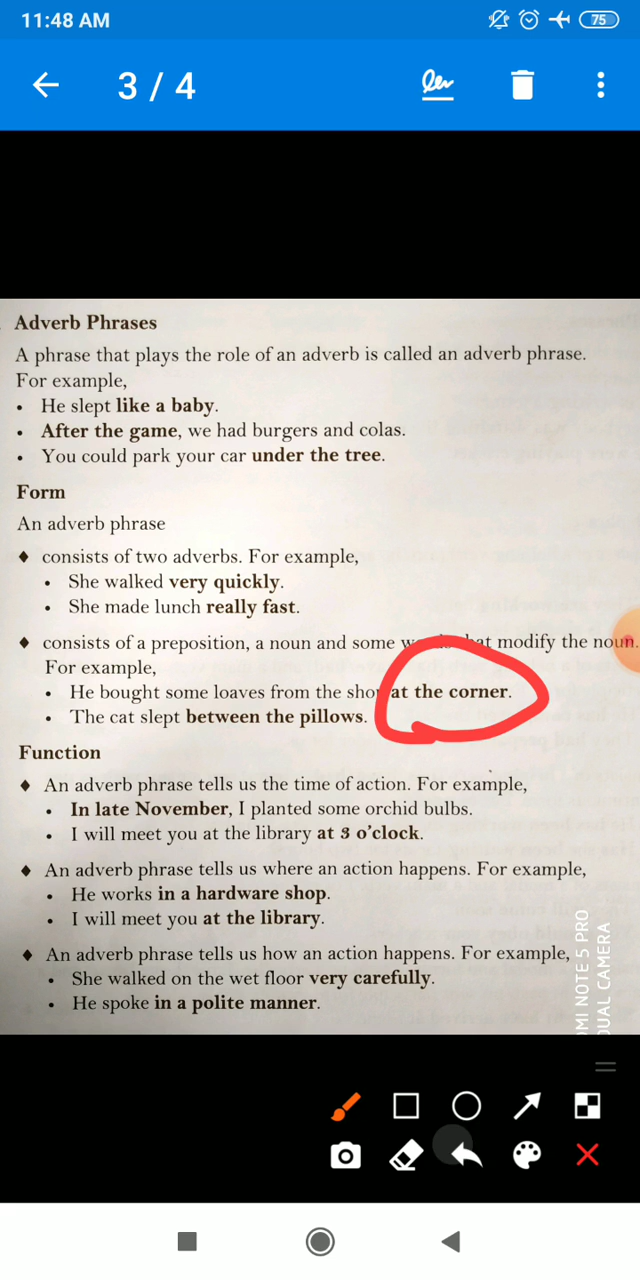 11:48 AM
75
3 / 4
Adverb Phrases
A phrase that plays the role of an adverb is called an adverb phrase.
For example,
• He slept like a baby.
• After the game, we had burgers and colas.
• You could park your car under the tree.
Form
An adverb phrase
♦ consists of two adverbs. For example,
• She walked very quickly.
• She made lunch really fast.
♦ consists of a preposition, a noun and some modify the noun.
For example,
• He bought some loaves from the at the corner.
• The cat slept between the pillows.
Function
♦ An adverb phrase tells us the time of action. For example,
• In late November, I planted some orchid bulbs.
• I will meet you at the library at 3 o'clock.
♦ An adverb phrase tells us where an action happens. For example,
• He works in a hardware shop.
• I will meet you at the library.
♦ An adverb phrase tells us how an action happens. For example,
• She walked on the wet floor very carefully.
• He spoke in a polite manner.
MI NOTE 5 PRO
DUAL CAMERA